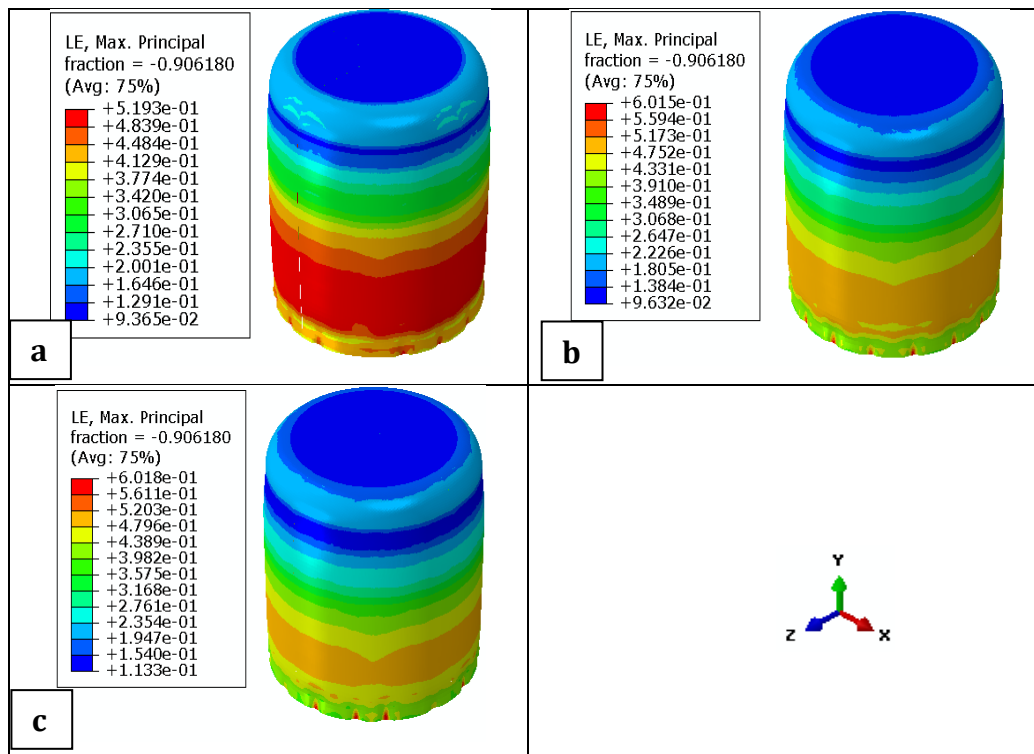 LE, Max. Principal
fraction = -0.906180
(Avg: 75%)
+5.193e-01
+4.839e-01
+4.484e-01
+4.129e-01
+3.774e-01
+3.420e-01
+3.065e-01
+2.710e-01
+2.355e-01
+2.001e-01
+1.646e-01
+1.291e-01
+9.365e-02
a
LE, Max. Principal
fraction = -0.906180
(Avg: 75%)
+6.015e-01
+5.594e-01
+5.173e-01
+4.752e-01
+4.331e-01
+3.910e-01
+3.489e-01
+3.068e-01
+2.647e-01
+2.226e-01
+1.805e-01
+1.384e-01
+9.632e-02
b
LE, Max. Principal
fraction = -0.906180
(Avg: 75%)
+6.018e-01
+5.611e-01
+5.203e-01
+4.796e-01
+4.389e-01
+3.982e-01
+3.575e-01
+3.168e-01
+2.761e-01
+2.354e-01
+1.947e-01
+1.540e-01
+1.133e-01
c
Y
Z X